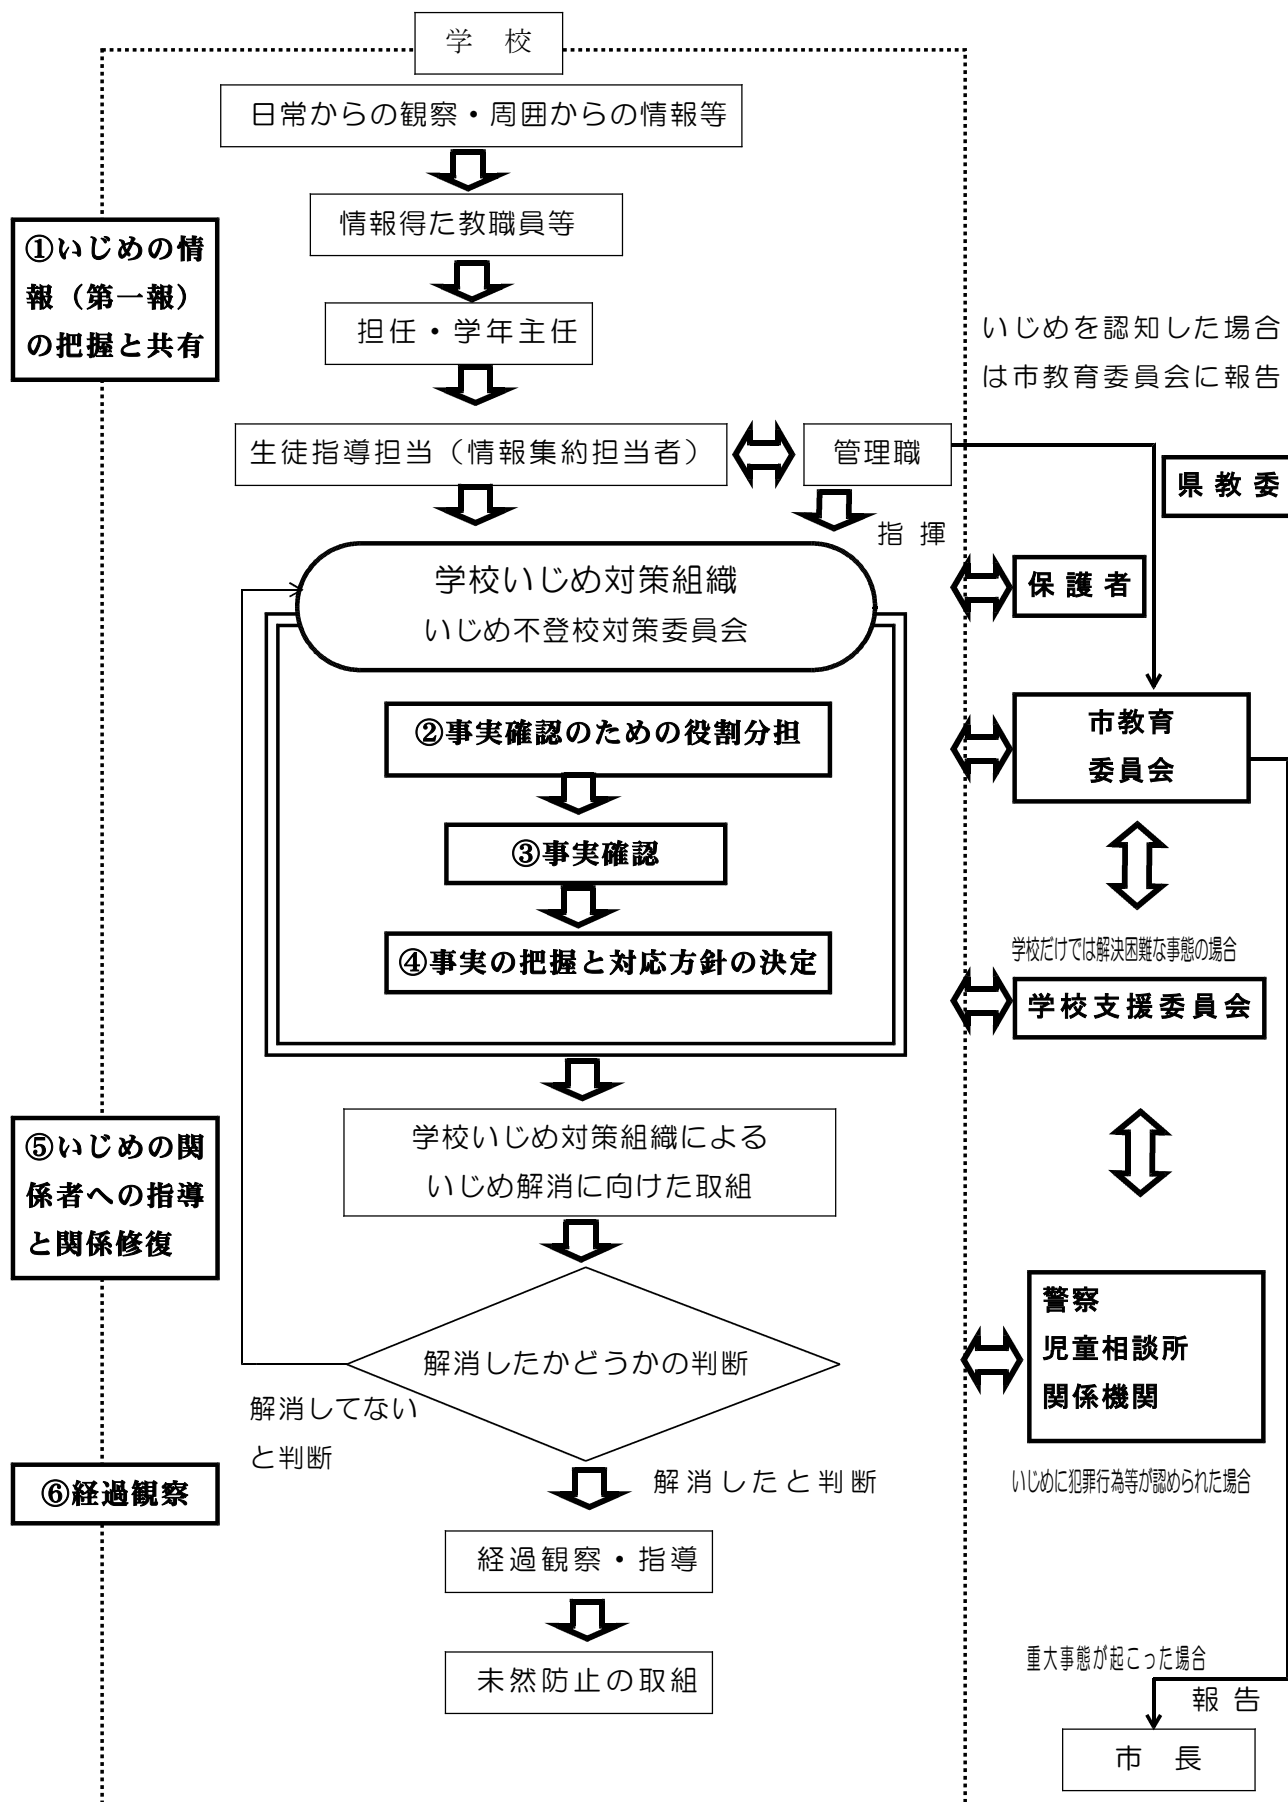 学　校
日常からの観察・周囲からの情報等
情報得た教職員等
①いじめの情
報（第一報）
の把握と共有
担任・学年主任
いじめを認知した場合
は市教育委員会に報告
生徒指導担当（情報集約担当者）
管理職
県教委
指揮
学校いじめ対策組織
いじめ不登校対策委員会
保護者
②事実確認のための役割分担
市教育
委員会
③事実確認
④事実の把握と対応方針の決定
学校だけでは解決困難な事態の場合
学校支援委員会
⑤いじめの関
係者への指導
と関係修復
学校いじめ対策組織による
いじめ解消に向けた取組
解消したかどうかの判断
警察
児童相談所
関係機関
解消してない
と判断
⑥経過観察
解消したと判断
いじめに犯罪行為等が認められた場合
経過観察・指導
未然防止の取組
重大事態が起こった場合
報告
市　長